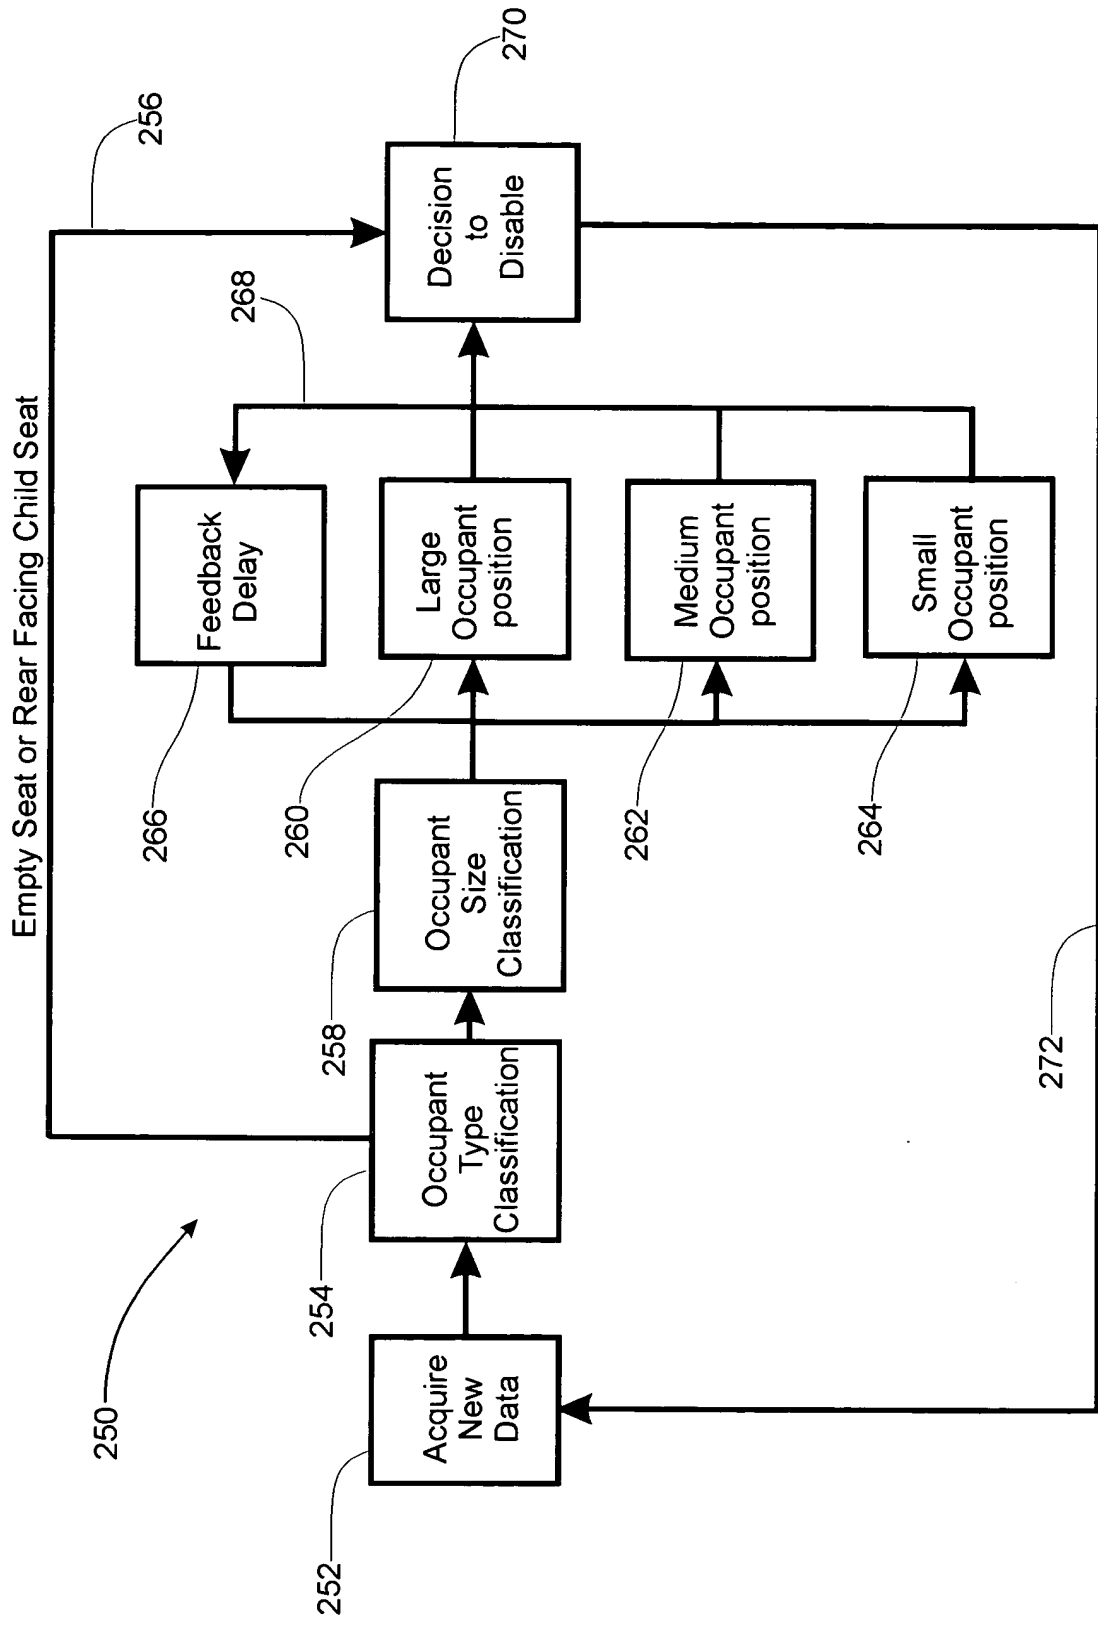 Empty Seat or Rear Facing Child Seat
256
270
268
Feedback
Delay
266
250
252
Acquire
New
Data
254
Occupant
Type
Classification
258
Occupant
Size
Classification
260
Large
Occupant
position
Decision
to
Disable
262
Medium
Occupant
position
264
Small
Occupant
position
272